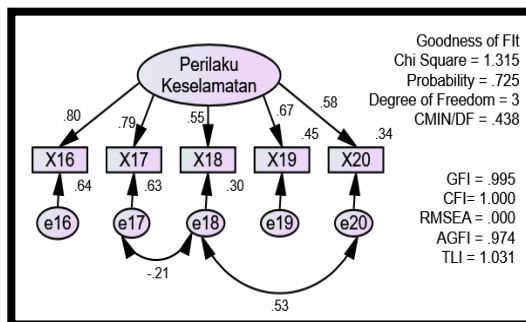 Goodness of FIt
Chi Square = 1.315
Probability = .725
Degree of Freedom = 3
CMIN/DF = .438
Perilaku
Keselamatan
.80
.79
.55
.67
.58
.45
.34
X16
X17
X18
X19
X20
.64
.63
.30
e16
e17
e18
e19
e20
-.21
.53
GFI = .995
CFI= 1.000
RMSEA = .000
AGFI = .974
TLI = 1.031